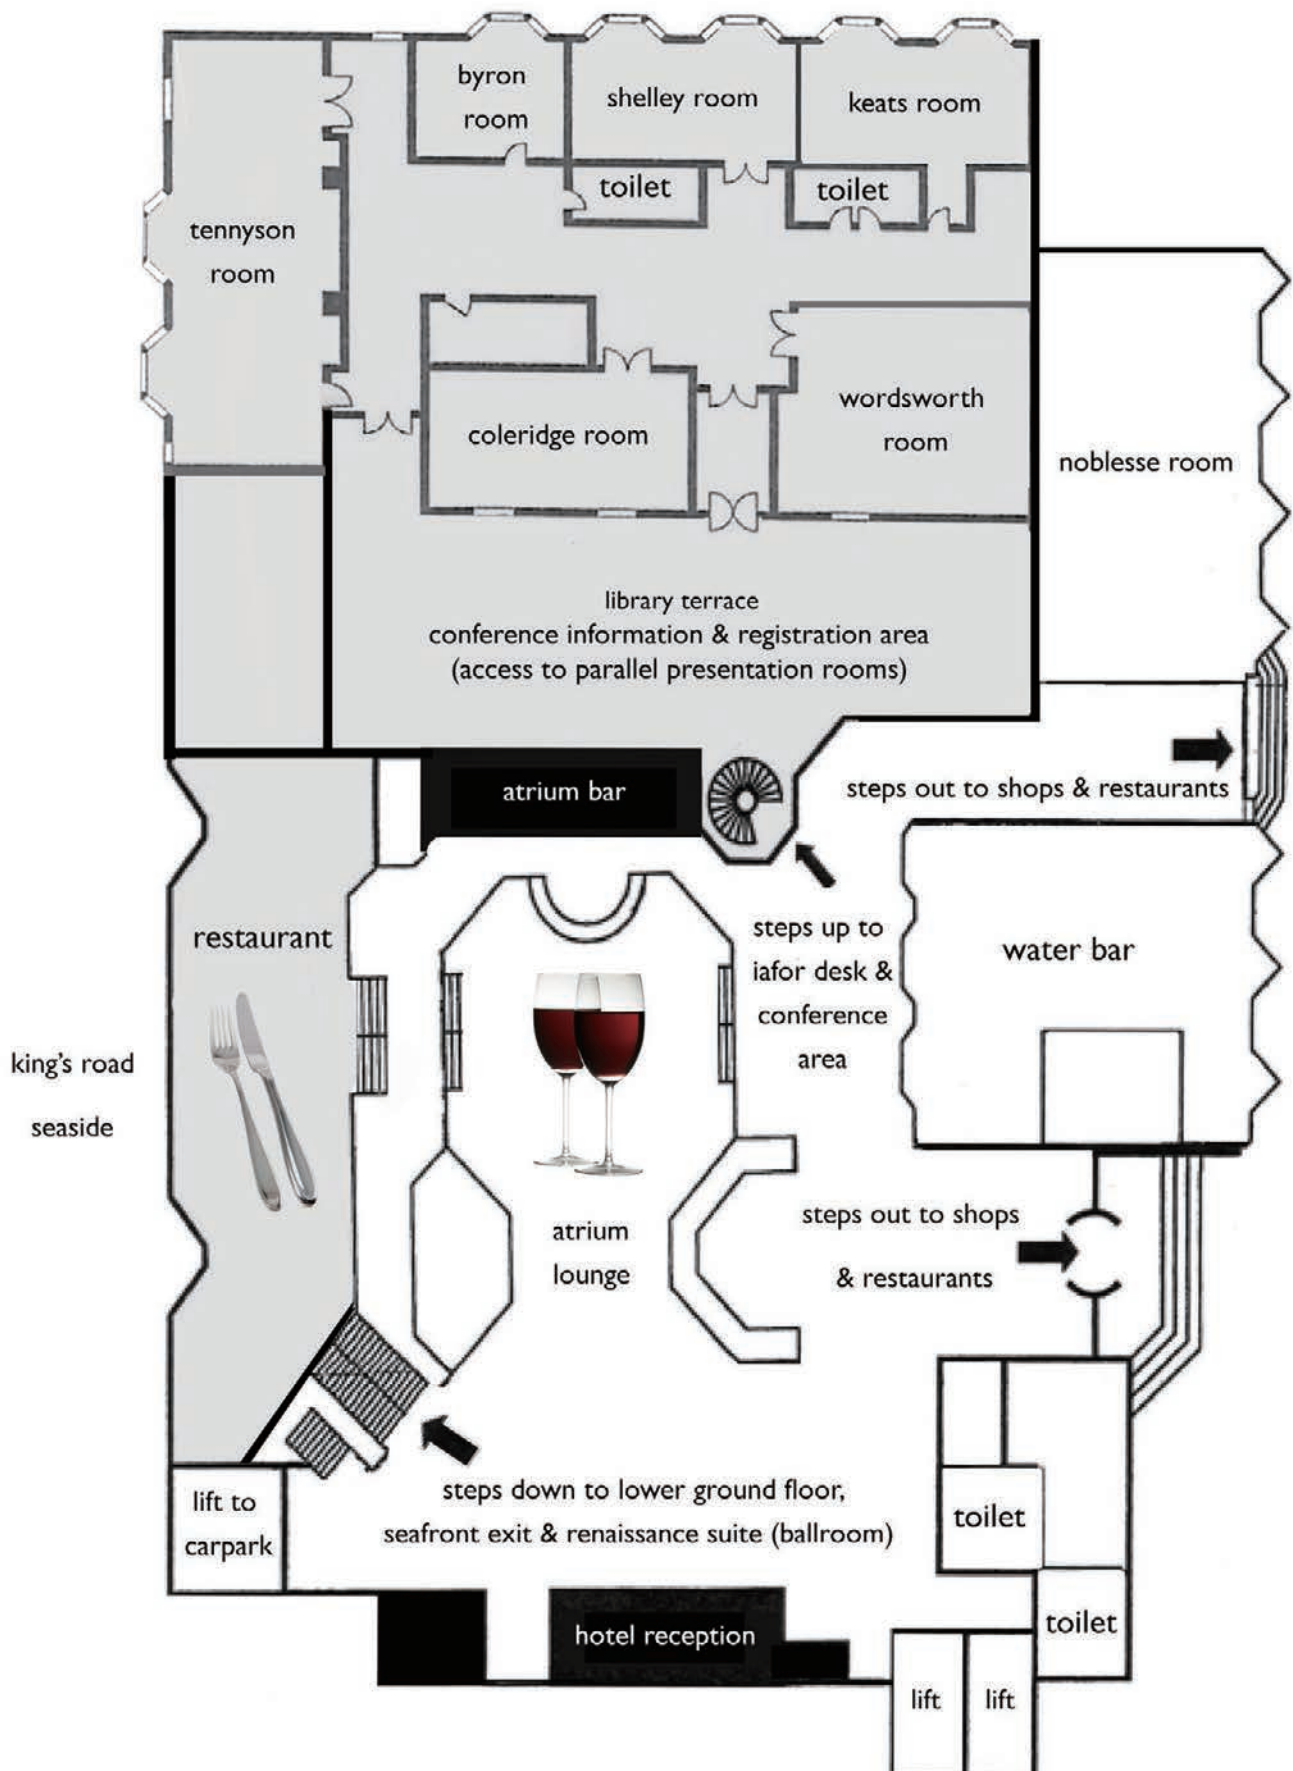 byron
room
shelley room
keats room
toilet
toilet
tennyson
room
wordsworth
room
coleridge room
noblesse room
library terrace
conference information & registration area
(access to parallel presentation rooms)
atrium bar
steps out to shops & restaurants
restaurant
steps up to
iafor desk &
conference
area
water bar
king's road
seaside
atrium
lounge
steps out to shops
& restaurants
steps down to lower ground floor,
seafront exit & renaissance suite (ballroom)
lift to
carpark
toilet
toilet
hotel reception
lift
lift